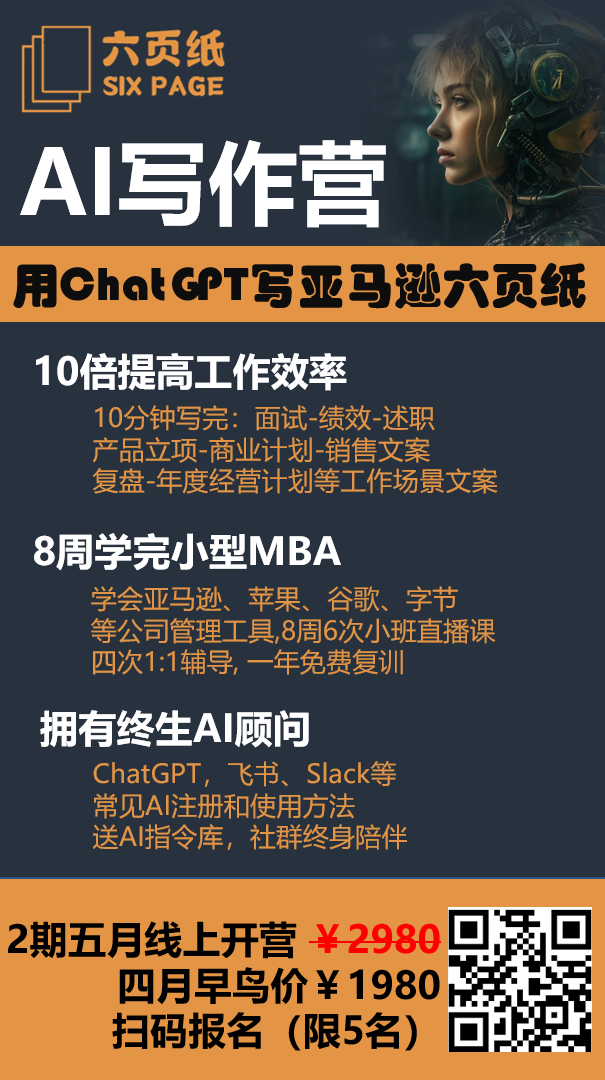 六页纸
SIX PAGE
AI写作营
用ChatGPT写亚马逊六页纸
10倍提高工作效率
10分钟写完：面试-绩效-述职
产品立项-商业计划-销售文案
复盘-年度经营计划等工作场景文案
8周学完小型MBA
学会亚马逊、苹果、谷歌、字节
等公司管理工具,8周6次小班直播课
四次1:1辅导, 一年免费复训
拥有终生AI顾问
ChatGPT，飞书、Slack等
常见AI注册和使用方法
送AI指令库，社群终身陪伴
2期五月线上开营 ￥2980
四月早鸟价￥1980
扫码报名（限5名）